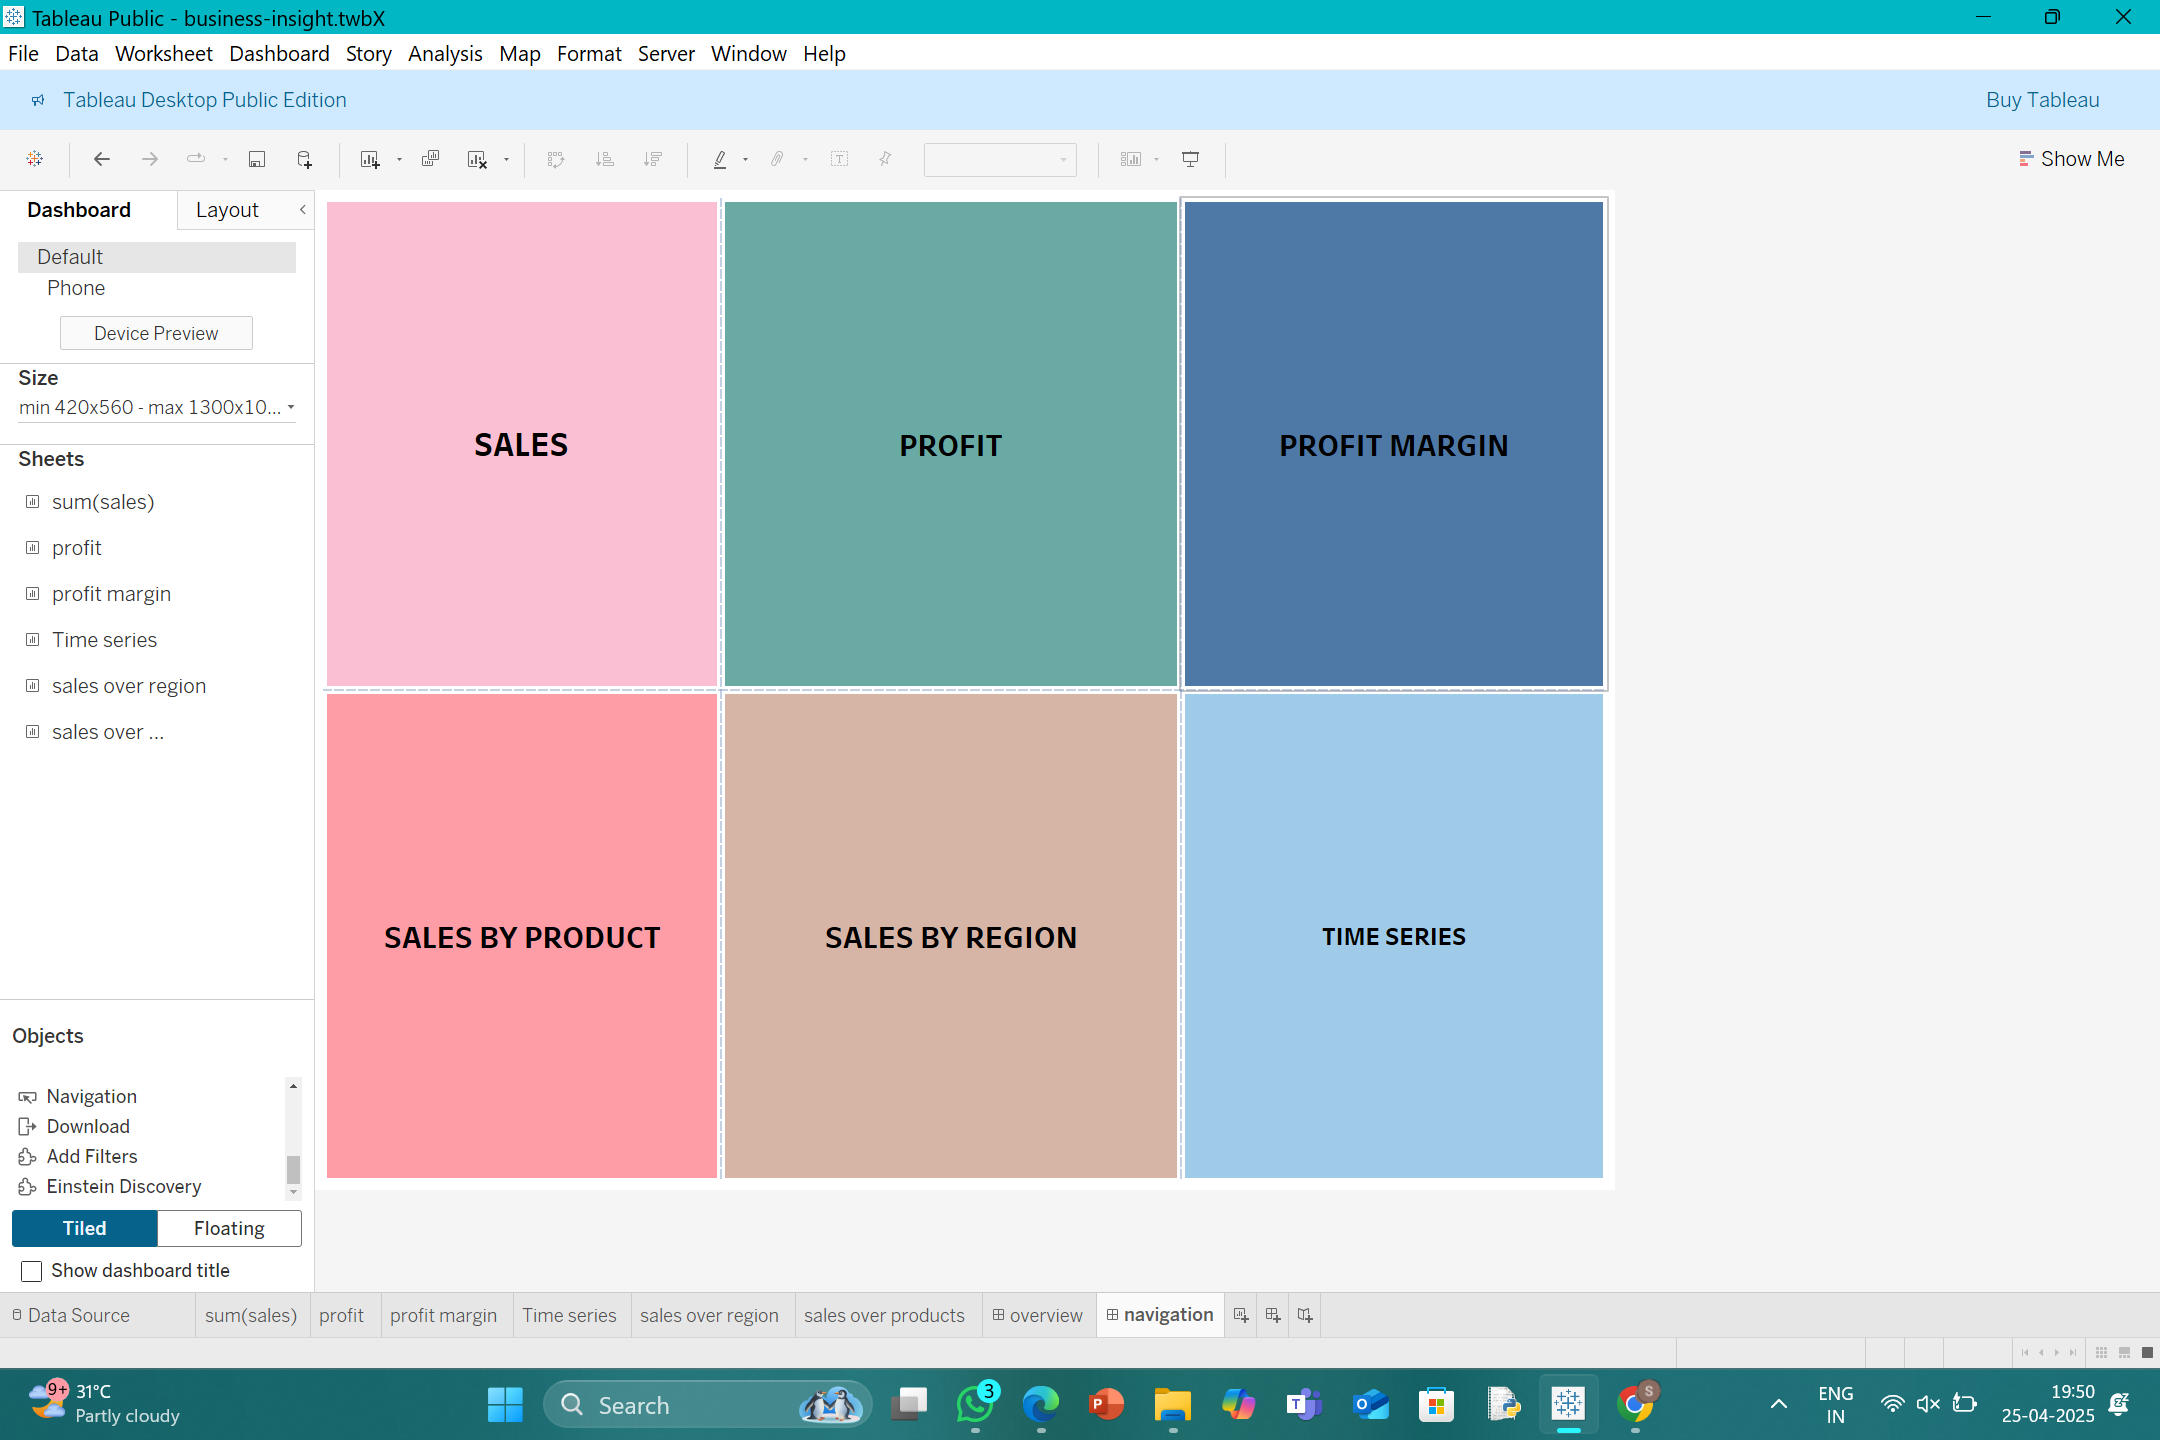 Tableau Public - business-insight.twbX
File Data Worksheet Dashboard Story Analysis Map Format Server Window Help
Tableau Desktop Public Edition
Buy Tableau
Show Me
Dashboard
Layout
Default
Phone
Device Preview
Size
min 420x560 - max 1300x10...
Sheets
sum(sales)
profit
profit margin
Time series
sales over region
sales over ...
SALES
PROFIT
PROFIT MARGIN
SALES BY PRODUCT
SALES BY REGION
TIME SERIES
Objects
Navigation
Download
Add Filters
Einstein Discovery
Tiled
Floating
Show dashboard title
Data Source
sum(sales)
profit
profit margin
Time series
sales over region
sales over products
overview
navigation
9+
31°C
Partly cloudy
Search
3
S
ENG
IN
19:50
25-04-2025